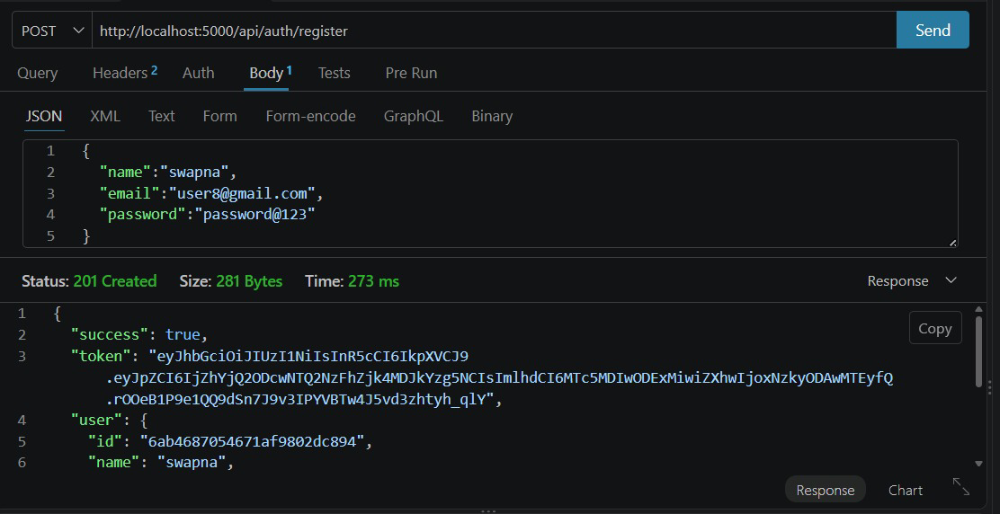 POST http://localhost:5000/api/auth/register Send
Query Headers 2 Auth Body 1 Tests Pre Run
JSON XML Text Form Form-encode GraphQL Binary
1 {
2 "name":"swapna",
3 "email":"user8@gmail.com",
4 "password":"password@123"
5 }
Status: 201 Created Size: 281 Bytes Time: 273 ms Response
1 {
Copy
2 "success": true,
3 "token": "eyJhbGciOiJIUzI1NiIsInR5cCI6IkpXVCJ9
.eyJpZCI6IjZhYjQ2ODcwNTQ2NzFhZjk4MDJkYzg5NCIsImlhdCI6MTc5MDIwODExMiwiZXhwIjoxNzkyODAwMTEyfQ
.rOOeB1P9e1QQ9dSn7J9v3IPYVBTw4J5vd3zhtyh_qlY",
4 "user": {
5 "id": "6ab4687054671af9802dc894",
6 "name": "swapna",
Response Chart